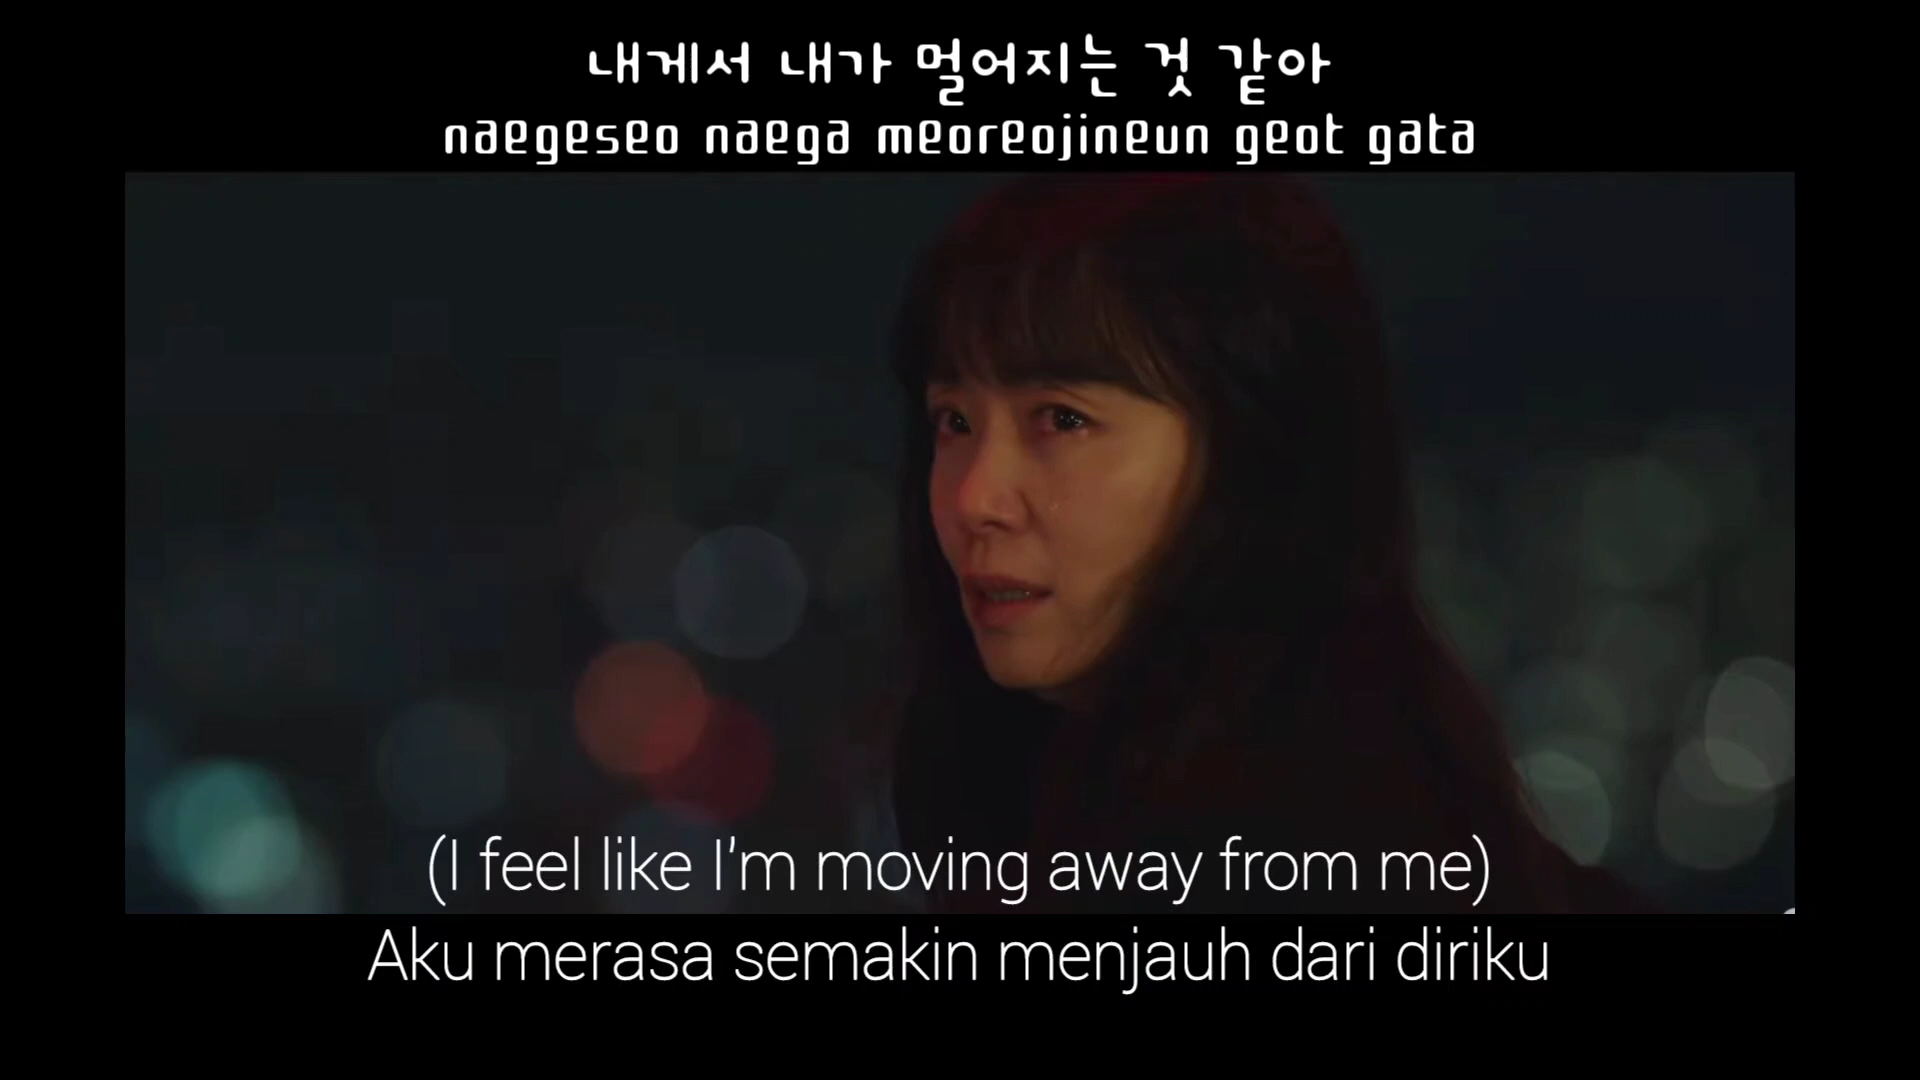 내게서 내가 멀어지는 것 같아
naegeseo naega meoreojineun geot gata
(I feel like I'm moving away from me)
Aku merasa semakin menjauh dari diriku